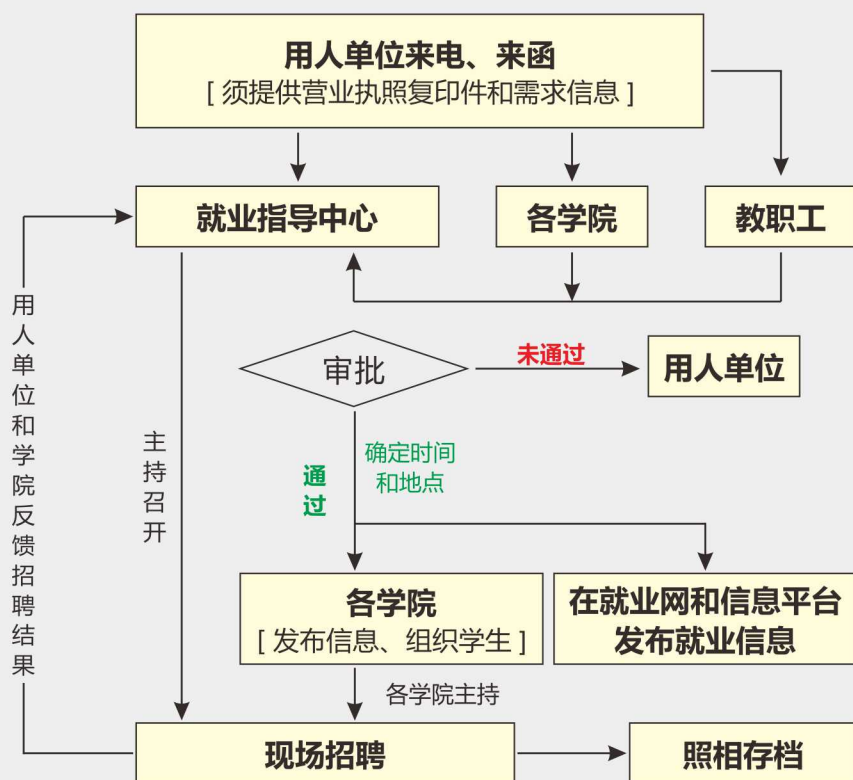 用人单位来电、来函
[ 须提供营业执照复印件和需求信息 ]
就业指导中心
各学院
教职工
审批
未通过
用人单位
通过
确定时间
和地点
主持召开
用人单位和学院反馈招聘结果
各学院
[ 发布信息、组织学生 ]
在就业网和信息平台
发布就业信息
各学院主持
现场招聘
照相存档